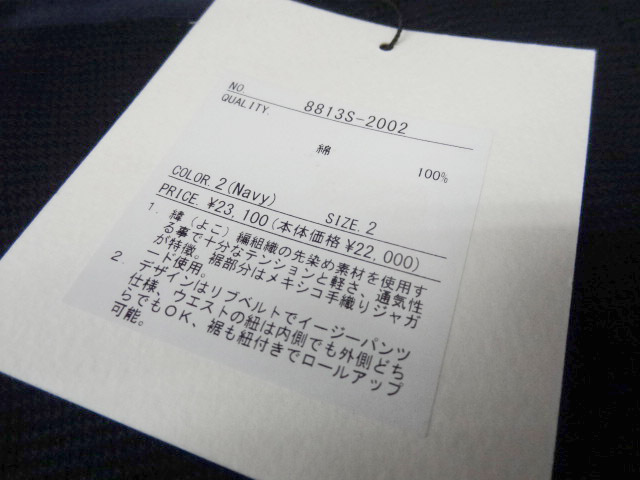 NO. 8813S-2002
QUALITY.
綿 100%
COLOR. 2(Navy) SIZE. 2
PRICE. ¥23,100(本体価格 ¥22,000)
1. 緯（よこ）編組織の先染め素材を使用す
る事で十分なテンションと軽さ、通気性
が特徴。裾部分はメキシコ手織りジャガ
ード使用。
2. デザインはリブベルトでイージーパンツ
仕様、ウエストの紐は内側でも外側どち
らでもOK、裾も紐付きでロールアップ
可能。